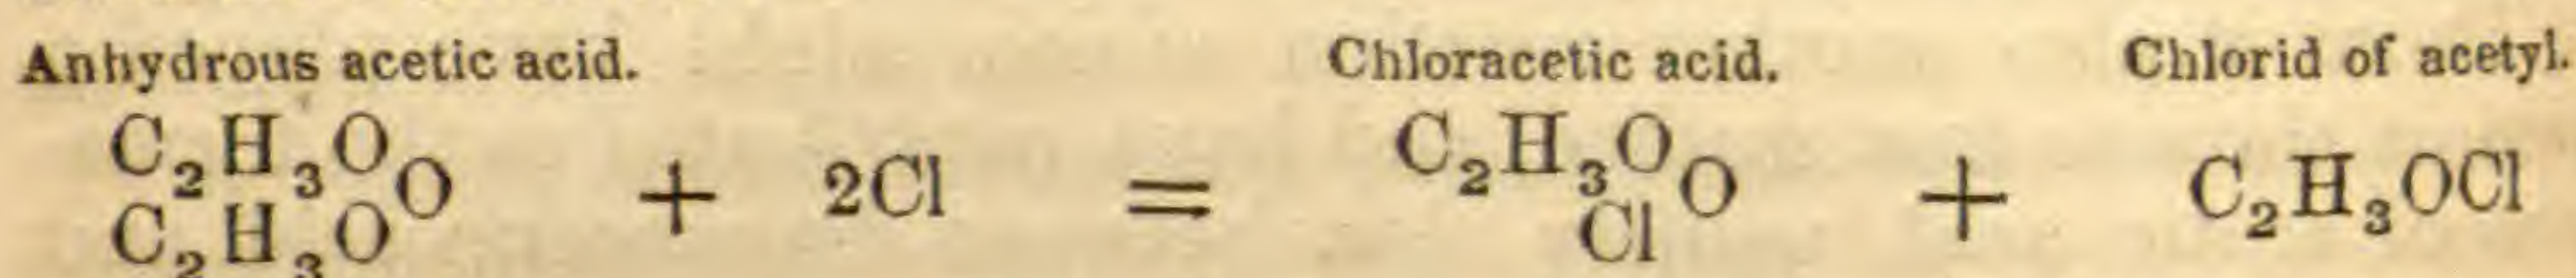 Anhydrous acetic acid. Chloracetic acid. Chlorid of acetyl.
C₂H₃O C₂H₃O
O + 2Cl = O + C₂H₃OCl
C₂H₃O Cl